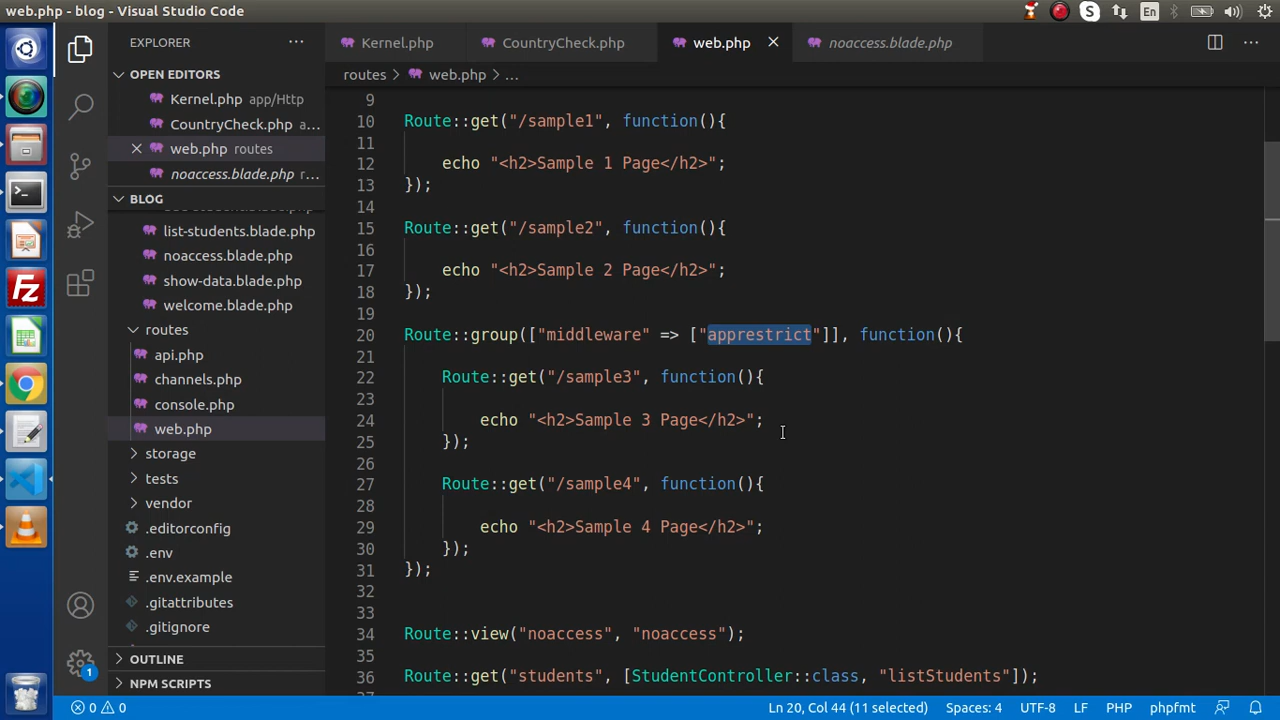 web.php - blog - Visual Studio Code
S
En
EXPLORER
OPEN EDITORS
Kernel.php app/Http
CountryCheck.php a...
web.php routes
noaccess.blade.php r...
BLOG
list-students.blade.php
noaccess.blade.php
show-data.blade.php
welcome.blade.php
routes
api.php
channels.php
console.php
web.php
storage
tests
vendor
.editorconfig
.env
.env.example
.gitattributes
.gitignore
OUTLINE
NPM SCRIPTS
Fz
1
Kernel.php CountryCheck.php web.php noaccess.blade.php
routes > web.php > ...
9
10 Route::get("/sample1", function(){
11
12 echo "<h2>Sample 1 Page</h2>";
13 });
14
15 Route::get("/sample2", function(){
16
17 echo "<h2>Sample 2 Page</h2>";
18 });
19
20 Route::group(["middleware" => ["apprestrict"]], function(){
21
22 Route::get("/sample3", function(){
23
24 echo "<h2>Sample 3 Page</h2>";
25 });
26
27 Route::get("/sample4", function(){
28
29 echo "<h2>Sample 4 Page</h2>";
30 });
31 });
32
33
34 Route::view("noaccess", "noaccess");
35
36 Route::get("students", [StudentController::class, "listStudents"]);
0 0 Ln 20, Col 44 (11 selected) Spaces: 4 UTF-8 LF PHP phpfmt